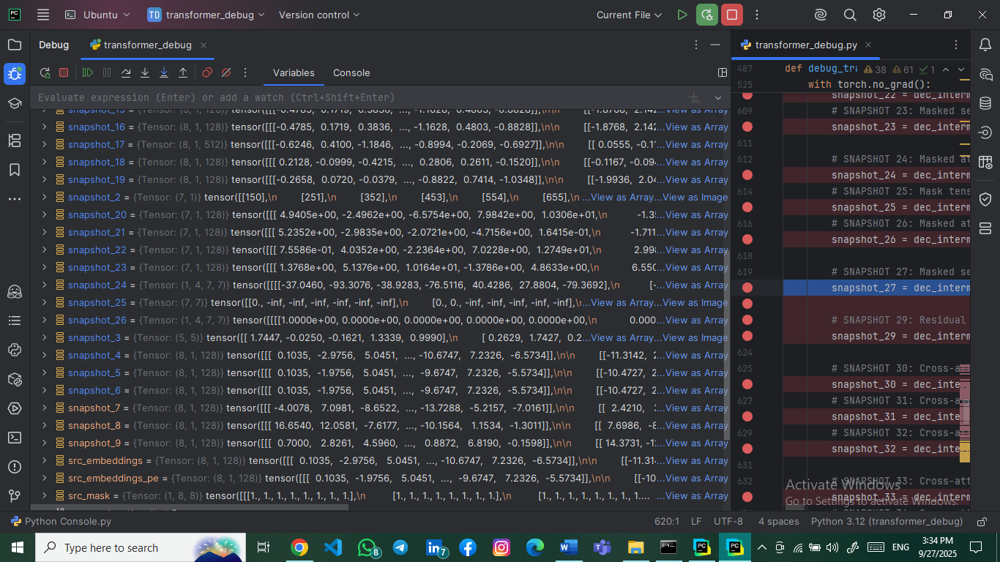 PC
Ubuntu
TD transformer_debug
Version control
Current File
Debug
transformer_debug
transformer_debug.py
Variables
Console
Evaluate expression (Enter) or add a watch (Ctrl+Shift+Enter)
snapshot_15 = {Tensor: (8, 1, 128)} tensor([[[-0.4785, 0.1719, 0.3836, ..., -1.1628, 0.4803, -0.8828]],\n\n [[-1.8768, 2.142 ...View as Array
snapshot_16 = {Tensor: (8, 1, 128)} tensor([[[-0.4785, 0.1719, 0.3836, ..., -1.1628, 0.4803, -0.8828]],\n\n [[-1.8768, 2.142 ...View as Array
snapshot_17 = {Tensor: (8, 1, 512)} tensor([[[-0.6246, 0.4100, -1.1846, ..., -0.8994, -0.2069, -0.6927]],\n\n [[ 0.0555, -0.11 ...View as Array
snapshot_18 = {Tensor: (8, 1, 128)} tensor([[[ 0.2128, -0.0999, -0.4215, ..., 0.2806, 0.2611, -0.1520]],\n\n [[-0.1167, -0.09 ...View as Array
snapshot_19 = {Tensor: (8, 1, 128)} tensor([[[-0.2658, 0.0720, -0.0379, ..., -0.8822, 0.7414, -1.0348]],\n\n [[-1.9936, 2.04 ...View as Array
snapshot_2 = {Tensor: (7, 1)} tensor([[150],\n [251],\n [352],\n [453],\n [554],\n [655],\n ...View as Array...View as Image
snapshot_20 = {Tensor: (7, 1, 128)} tensor([[[ 4.9405e+00, -2.4962e+00, -6.5754e+00, 7.9842e+00, 1.0306e+01,\n -1.3 ...View as Array
snapshot_21 = {Tensor: (7, 1, 128)} tensor([[[ 5.2352e+00, -2.9835e+00, -2.0721e+00, -4.7156e+00, 1.6415e-01,\n -1.711 ...View as Array
snapshot_22 = {Tensor: (7, 1, 128)} tensor([[[ 7.5586e-01, 4.0352e+00, -2.2364e+00, 7.0228e+00, 1.2749e+01,\n 2.998 ...View as Array
snapshot_23 = {Tensor: (7, 1, 128)} tensor([[[ 1.3768e+00, 5.1376e+00, 1.0164e+01, -1.3786e+00, 4.8633e+00,\n 6.550 ...View as Array
snapshot_24 = {Tensor: (1, 4, 7, 7)} tensor([[[[-37.0460, -93.3076, -38.9283, -76.5116, 40.4286, 27.8804, -79.3692],\n [- ...View as Array
snapshot_25 = {Tensor: (7, 7)} tensor([[0., -inf, -inf, -inf, -inf, -inf, -inf],\n [0., 0., -inf, -inf, -inf, -inf, -inf],\ ...View as Array...View as Image
snapshot_26 = {Tensor: (1, 4, 7, 7)} tensor([[[[1.0000e+00, 0.0000e+00, 0.0000e+00, 0.0000e+00, 0.0000e+00,\n 0.000 ...View as Array
snapshot_3 = {Tensor: (5, 5)} tensor([[ 1.7447, -0.0250, -0.1621, 1.3339, 0.9990],\n [ 0.2629, 1.7427, 0.2 ...View as Array...View as Image
snapshot_4 = {Tensor: (8, 1, 128)} tensor([[[ 0.1035, -2.9756, 5.0451, ..., -10.6747, 7.2326, -6.5734]],\n\n [[-11.3142, 2 ...View as Array
snapshot_5 = {Tensor: (8, 1, 128)} tensor([[[ 0.1035, -1.9756, 5.0451, ..., -9.6747, 7.2326, -5.5734]],\n\n [[-10.4727, 2 ...View as Array
snapshot_6 = {Tensor: (8, 1, 128)} tensor([[[ 0.1035, -1.9756, 5.0451, ..., -9.6747, 7.2326, -5.5734]],\n\n [[-10.4727, 2 ...View as Array
snapshot_7 = {Tensor: (8, 1, 128)} tensor([[[ -4.0078, 7.0981, -8.6522, ..., -13.7288, -5.2157, -7.0161]],\n\n [[ 2.4210, ...View as Array
snapshot_8 = {Tensor: (8, 1, 128)} tensor([[[ 16.6540, 12.0581, -7.6177, ..., -10.1564, 1.1534, -1.3011]],\n\n [[ 7.6986, -8 ...View as Array
snapshot_9 = {Tensor: (8, 1, 128)} tensor([[[ 0.7000, 2.8261, 4.5960, ..., 0.8872, 6.8190, -0.1598]],\n\n [[ 14.3731, -1 ...View as Array
src_embeddings = {Tensor: (8, 1, 128)} tensor([[[ 0.1035, -2.9756, 5.0451, ..., -10.6747, 7.2326, -6.5734]],\n\n [[-11.31 ...View as Array
src_embeddings_pe = {Tensor: (8, 1, 128)} tensor([[[ 0.1035, -1.9756, 5.0451, ..., -9.6747, 7.2326, -5.5734]],\n\n [[-10 ...View as Array
src_mask = {Tensor: (1, 8, 8)} tensor([[[1., 1., 1., 1., 1., 1., 1., 1.],\n [1., 1., 1., 1., 1., 1., 1., 1.],\n [1., 1., 1., 1., 1., 1., 1., 1.... ...View as Array
487 def debug_tra 38 61 1
525 with torch.no_grad():
snapshot_22 = dec_interm
609 # SNAPSHOT 23: Masked se
snapshot_23 = dec_interm
611
612 # SNAPSHOT 24: Masked at
snapshot_24 = dec_interm
614 # SNAPSHOT 25: Mask tens
snapshot_25 = dec_interm
616 # SNAPSHOT 26: Masked at
snapshot_26 = dec_interm
618
619 # SNAPSHOT 27: Masked se
snapshot_27 = dec_interm
# SNAPSHOT 29: Residual
snapshot_29 = dec_interm
624
625 # SNAPSHOT 30: Cross-at
snapshot_30 = dec_inte
627 # SNAPSHOT 31: Cross-a
snapshot_31 = dec_inte
629 # SNAPSHOT 32: Cross-a
snapshot_32 = dec_inte
631
632 # SNAPSHOT 33: Cross-att
snapshot_33 = dec_interm
Activate Windows
Go to Settings to activate Windows.
Python Console.py
620:1
LF
UTF-8
4 spaces
Python 3.12 (transformer_debug)
Type here to search
8
7
ENG
3:34 PM
9/27/2025